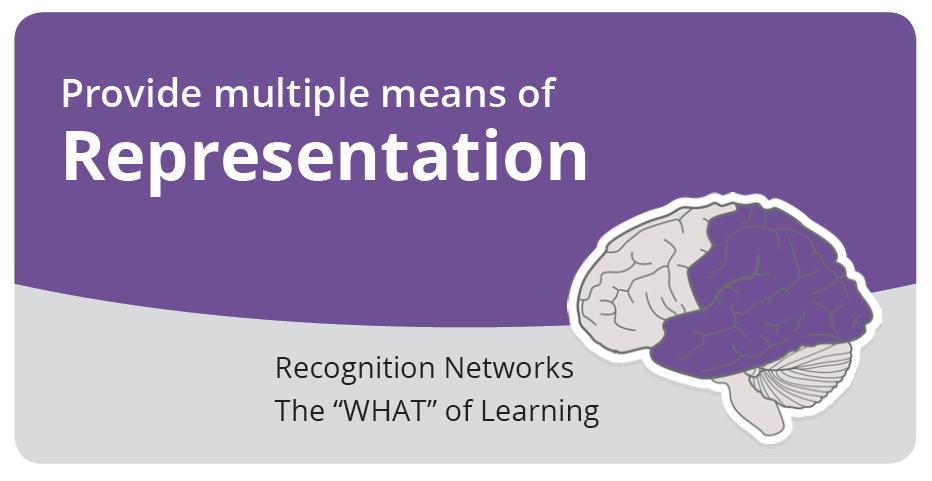 Provide multiple means of
Representation
Recognition Networks
The “WHAT” of Learning